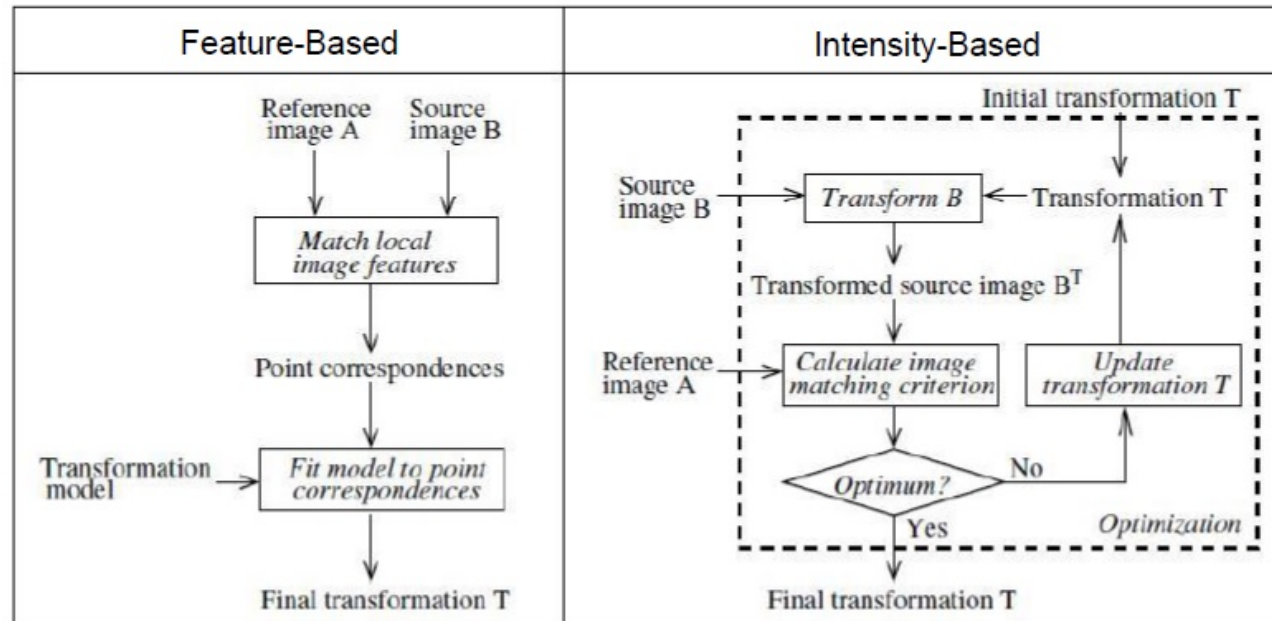 Feature-Based
Intensity-Based
Reference
image A
Source
image B
Match local
image features
Point correspondences
Transformation
model
Fit model to point
correspondences
Final transformation T
Initial transformation T
Source
image B
Transform B
Transformation T
Transformed source image Bᵀ
Reference
image A
Calculate image
matching criterion
Update
transformation T
Optimum?
No
Yes
Optimization
Final transformation T